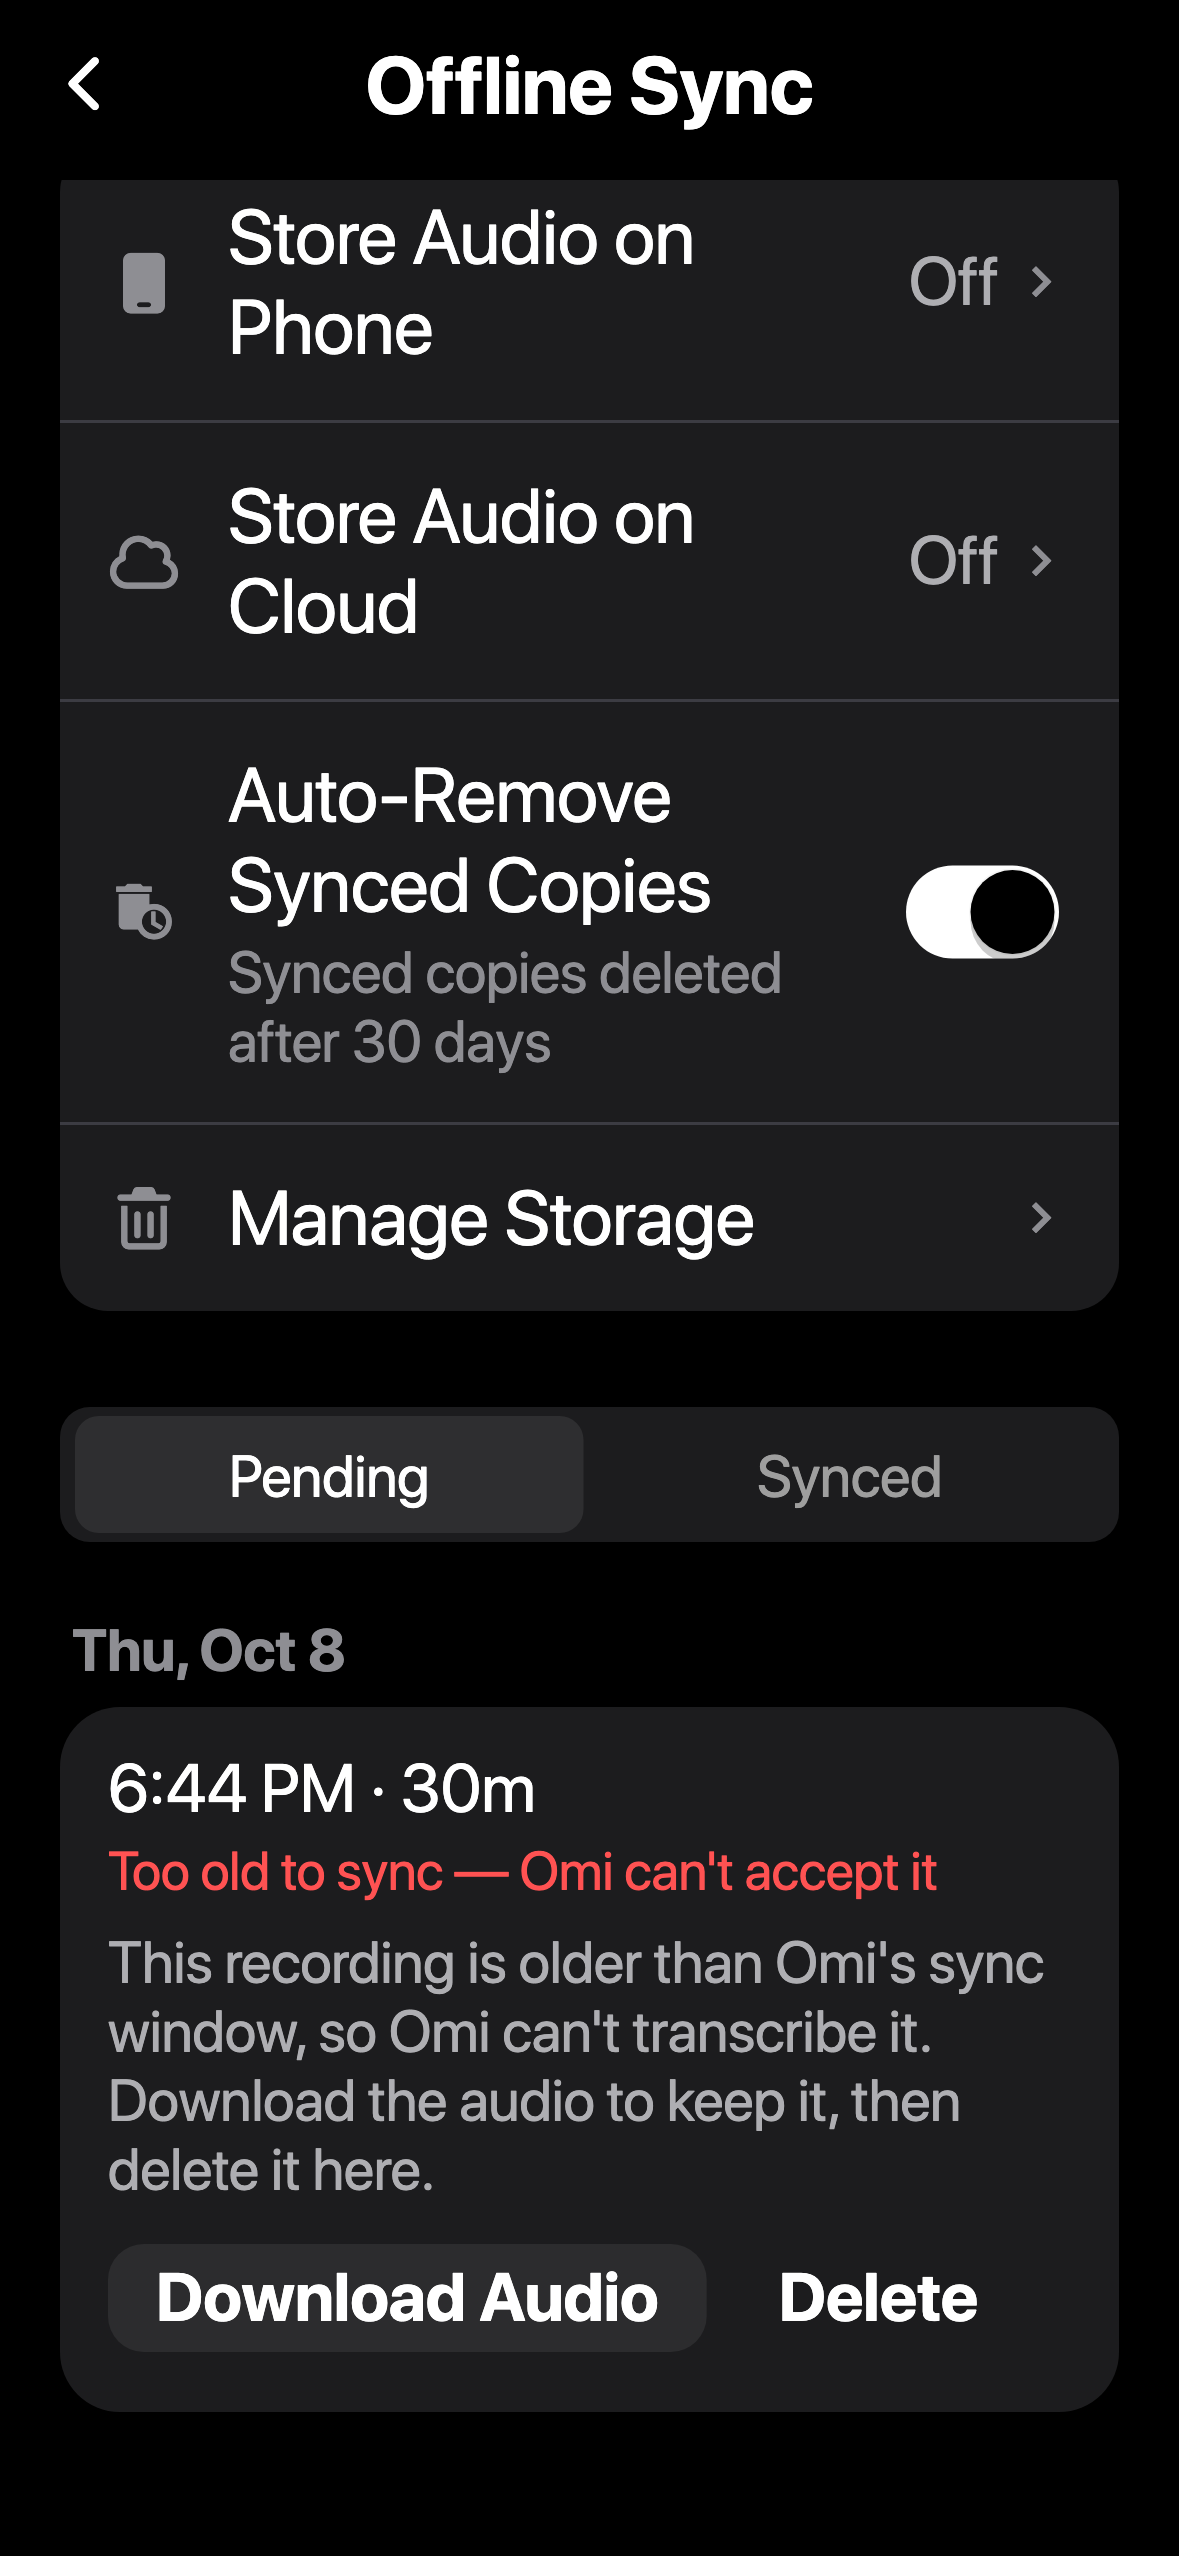 Offline Sync
Store Audio on
Phone
Off
Store Audio on
Cloud
Off
Auto-Remove
Synced Copies
Synced copies deleted
after 30 days
Manage Storage
Pending
Synced
Thu, Oct 8
6:44 PM · 30m
Too old to sync — Omi can't accept it
This recording is older than Omi's sync
window, so Omi can't transcribe it.
Download the audio to keep it, then
delete it here.
Download Audio
Delete